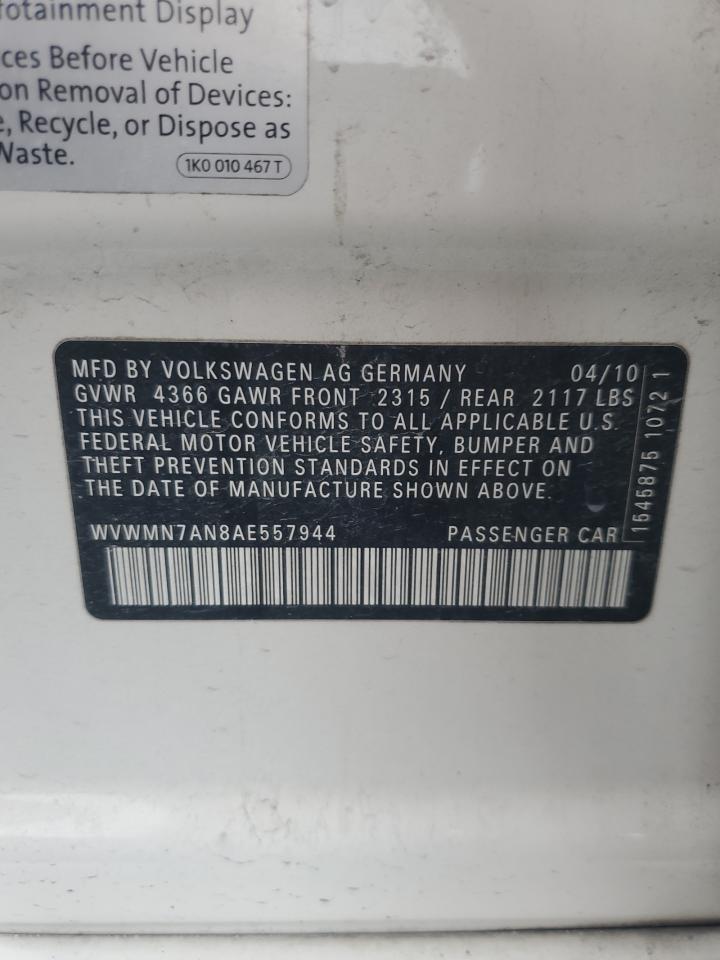 otainment Display
ces Before Vehicle
on Removal of Devices:
e, Recycle, or Dispose as
Waste.
1K0 010 467 T
MFD BY VOLKSWAGEN AG GERMANY 04/10
GVWR 4366 GAWR FRONT 2315 / REAR 2117 LBS
THIS VEHICLE CONFORMS TO ALL APPLICABLE U.S.
FEDERAL MOTOR VEHICLE SAFETY, BUMPER AND
THEFT PREVENTION STANDARDS IN EFFECT ON
THE DATE OF MANUFACTURE SHOWN ABOVE.
WVWMN7AN8AE557944 PASSENGER CAR
1545875 1072 1